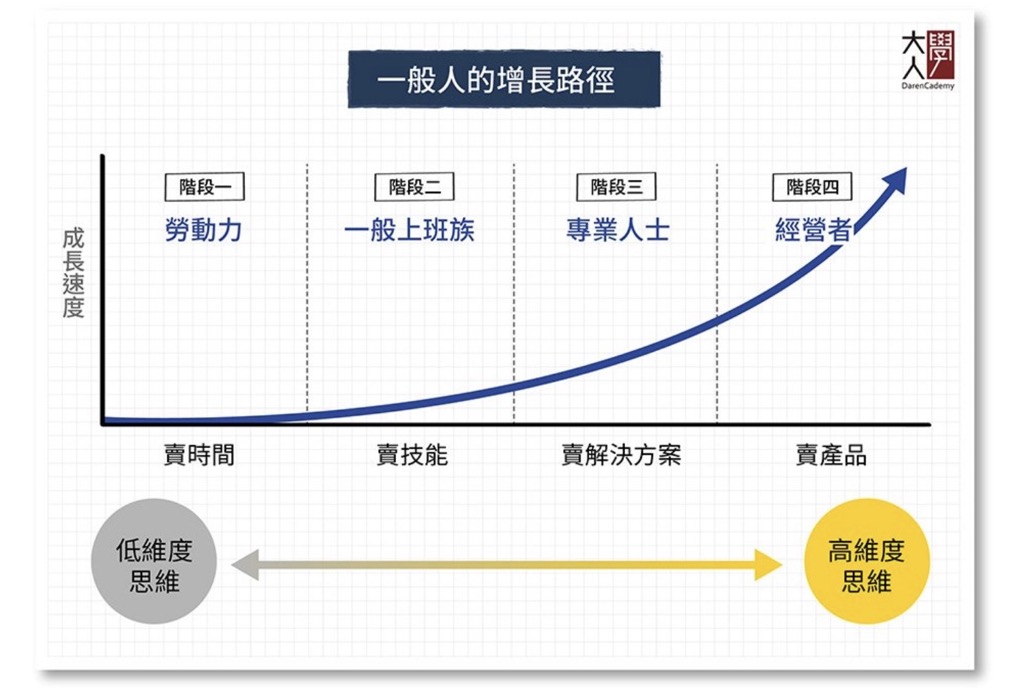 一般人的增長路徑
大人學
DarenCademy
階段一
階段二
階段三
階段四
勞動力
一般上班族
專業人士
經營者
成長速度
賣時間
賣技能
賣解決方案
賣產品
低維度
思維
高維度
思維